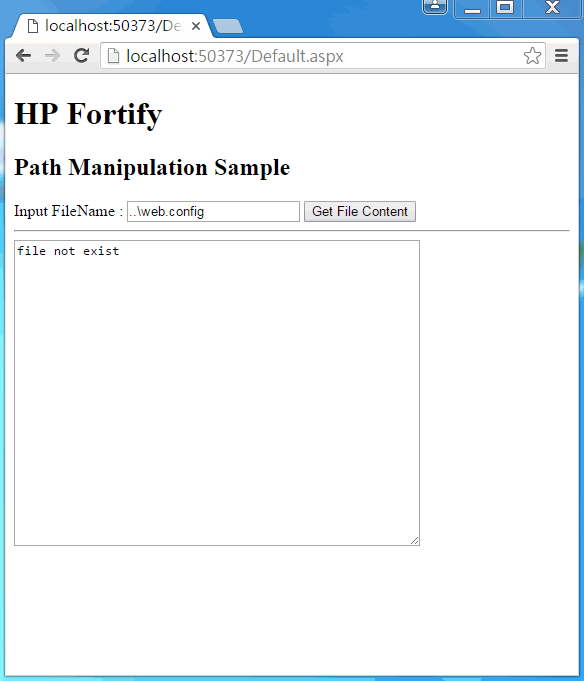 localhost:50373/De
localhost:50373/Default.aspx
HP Fortify
Path Manipulation Sample
Input FileName : ..\web.config Get File Content
file not exist